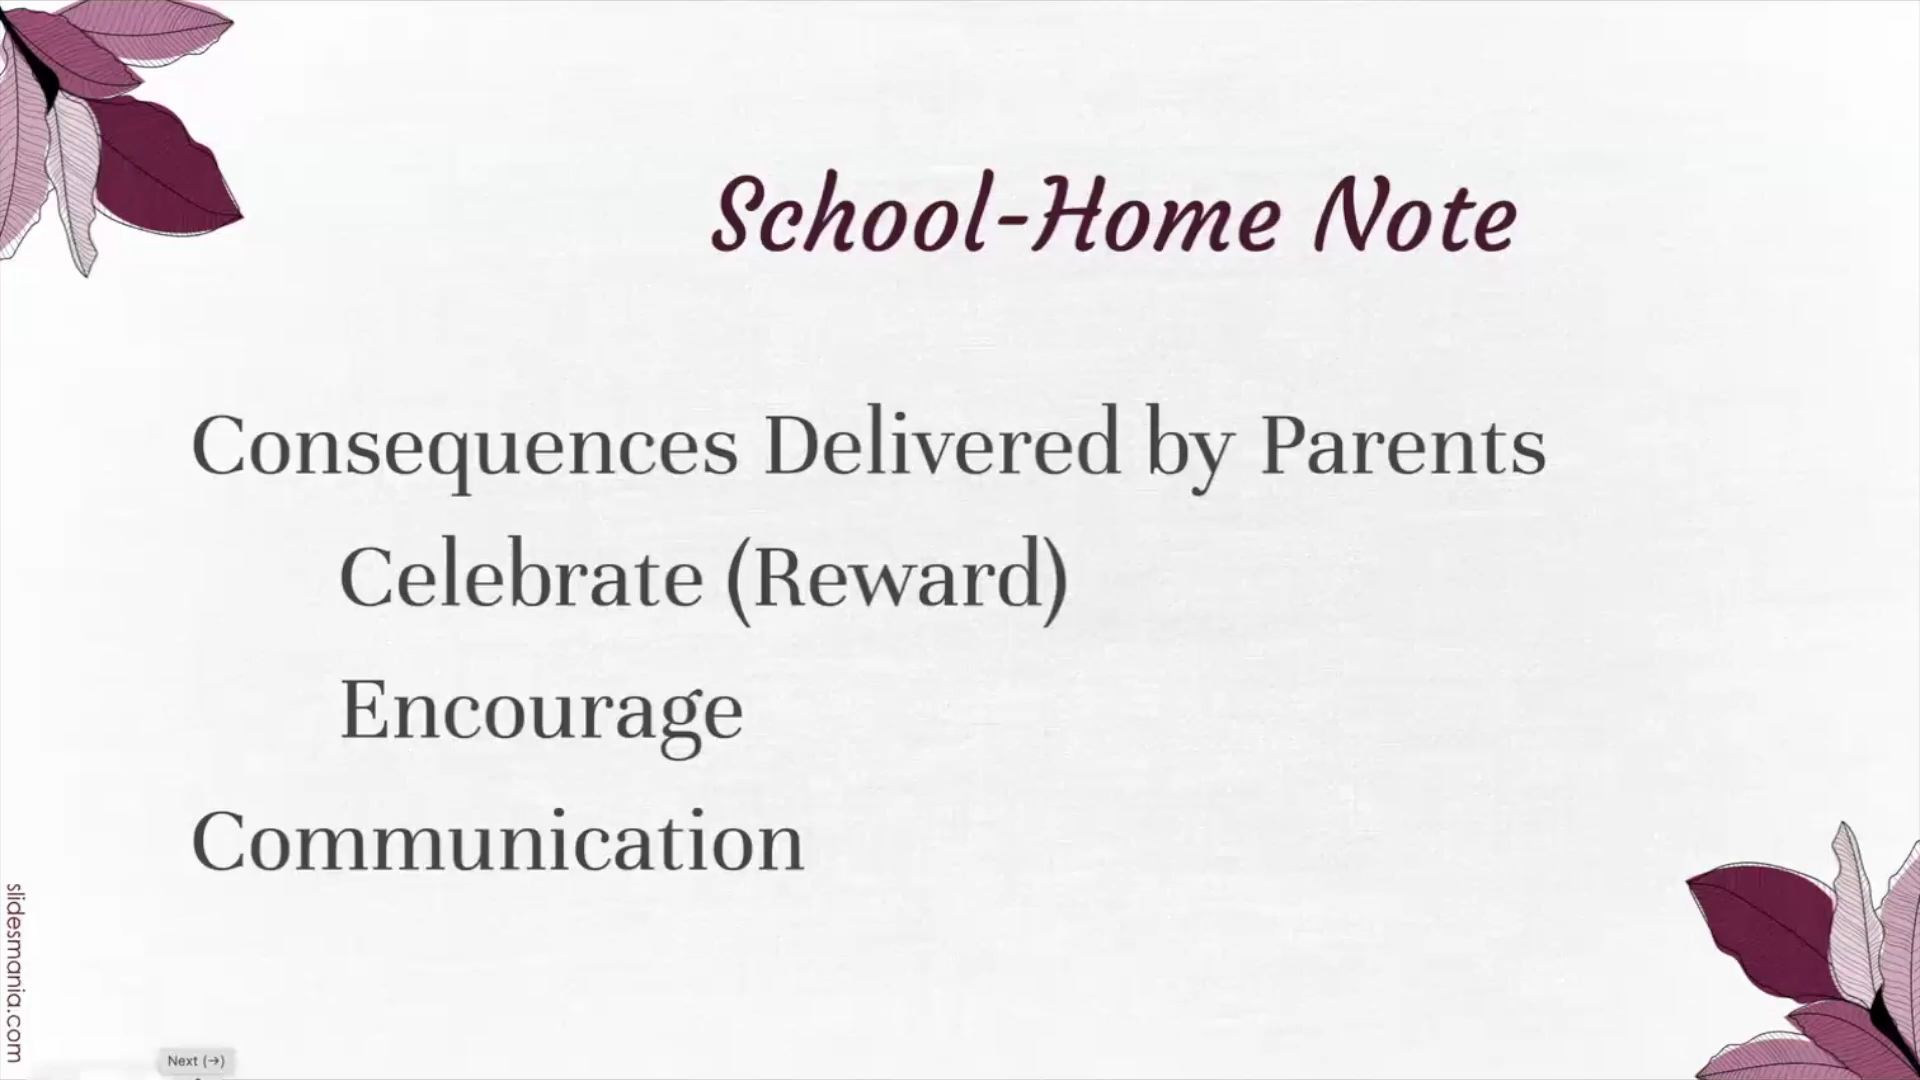 School-Home Note
Consequences Delivered by Parents
Celebrate (Reward)
Encourage
Communication
slidesmania.com
Next (→)